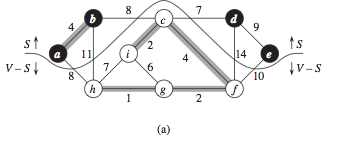 8 7
b c d
4 9
S↑ 2 ↑S
a 11 i 4 14 e
V–S↓ 7 6 ↓V–S
8 10
h g f
1 2
(a)